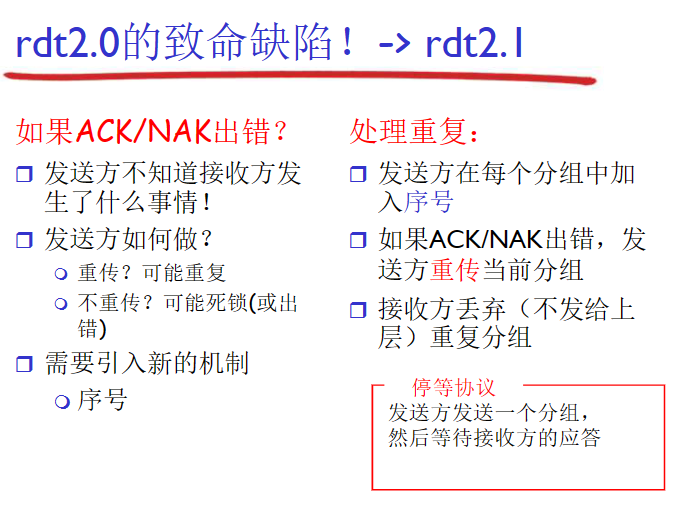 rdt2.0的致命缺陷！-> rdt2.1
如果ACK/NAK出错？
发送方不知道接收方发
生了什么事情！
发送方如何做？
重传？可能重复
不重传？可能死锁(或出
错)
需要引入新的机制
序号
处理重复：
发送方在每个分组中加
入序号
如果ACK/NAK出错，发
送方重传当前分组
接收方丢弃（不发给上
层）重复分组
停等协议
发送方发送一个分组，
然后等待接收方的应答